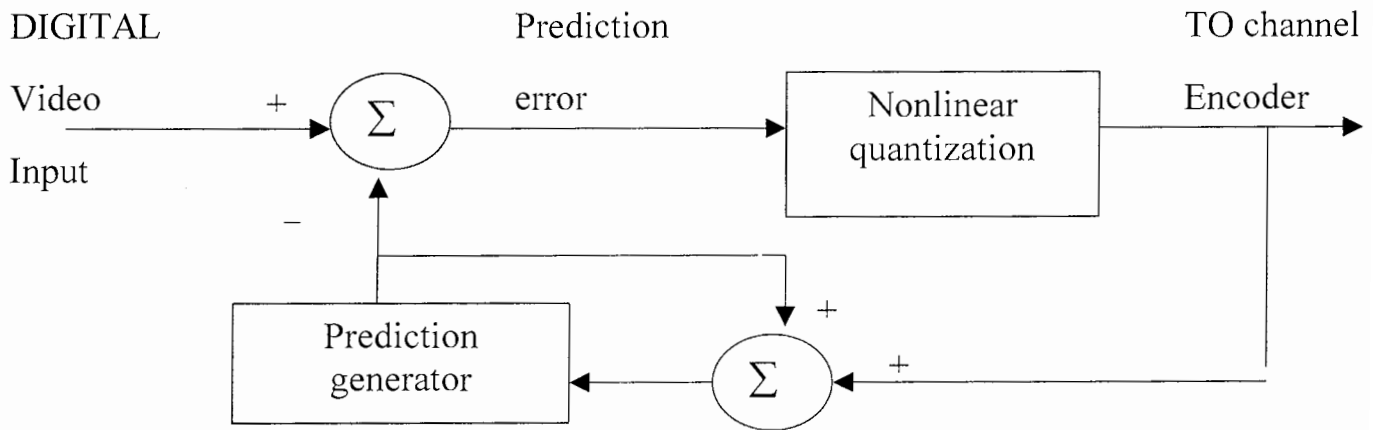 DIGITAL
Video
Input
+
Σ
−
Prediction
error
Nonlinear
quantization
TO channel
Encoder
Prediction
generator
+
Σ
+